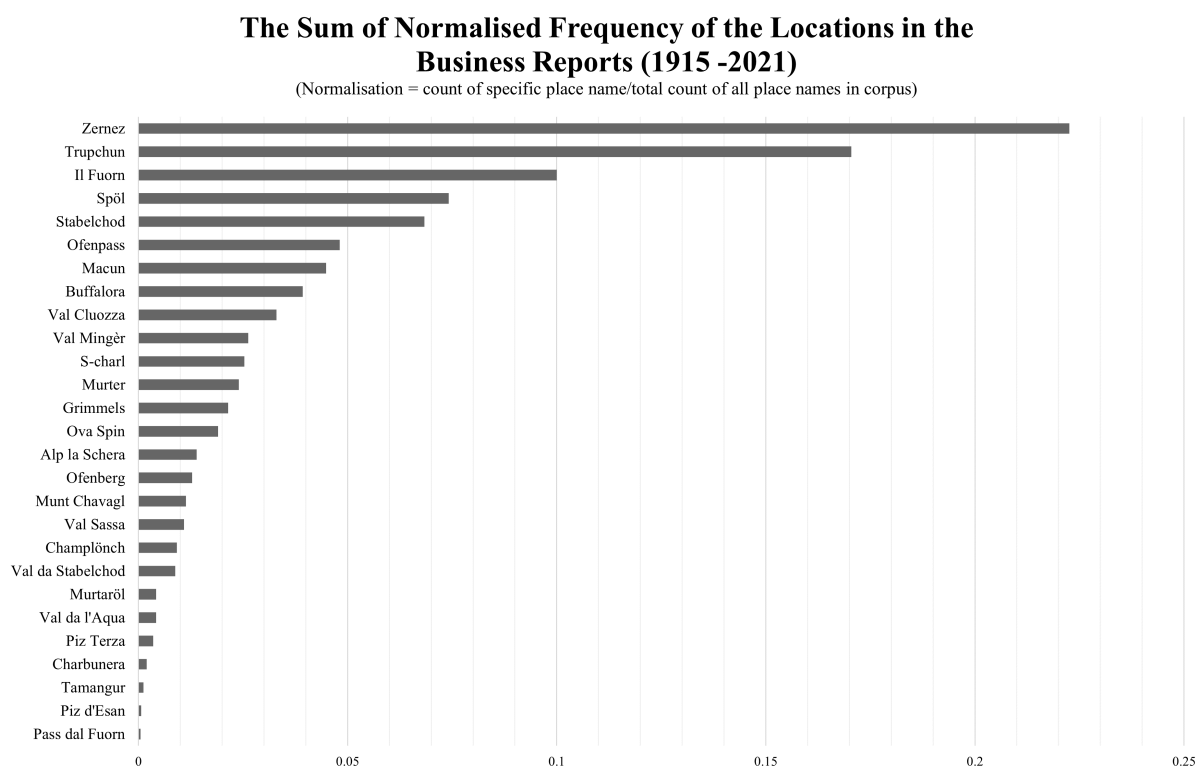 The Sum of Normalised Frequency of the Locations in the
Business Reports (1915 -2021)
(Normalisation = count of specific place name/total count of all place names in corpus)
Zernez
Trupchun
Il Fuorn
Spöl
Stabelchod
Ofenpass
Macun
Buffalora
Val Cluozza
Val Mingèr
S-charl
Murter
Grimmels
Ova Spin
Alp la Schera
Ofenberg
Munt Chavagl
Val Sassa
Champlönch
Val da Stabelchod
Murtaröl
Val da l'Aqua
Piz Terza
Charbunera
Tamangur
Piz d'Esan
Pass dal Fuorn
0 0.05 0.1 0.15 0.2 0.25